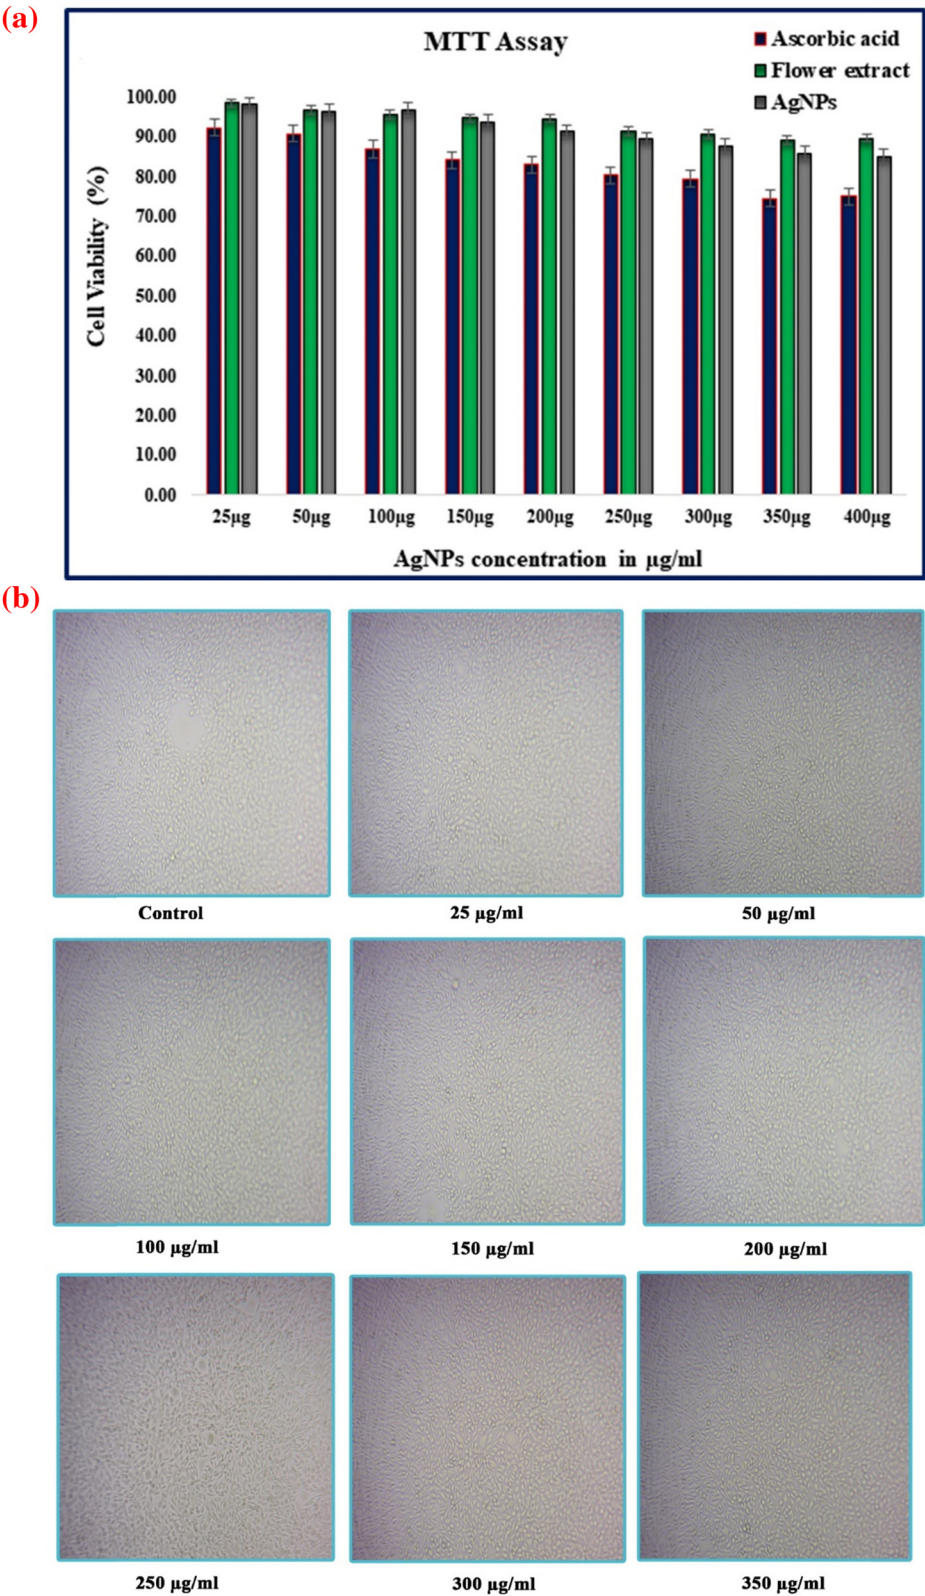 (a)
MTT Assay
Ascorbic acid
Flower extract
AgNPs
100.00
90.00
80.00
70.00
60.00
50.00
40.00
30.00
20.00
10.00
0.00
Cell Viability (%)
25µg 50µg 100µg 150µg 200µg 250µg 300µg 350µg 400µg
AgNPs concentration in µg/ml
(b)
Control 25 µg/ml 50 µg/ml
100 µg/ml 150 µg/ml 200 µg/ml
250 µg/ml 300 µg/ml 350 µg/ml